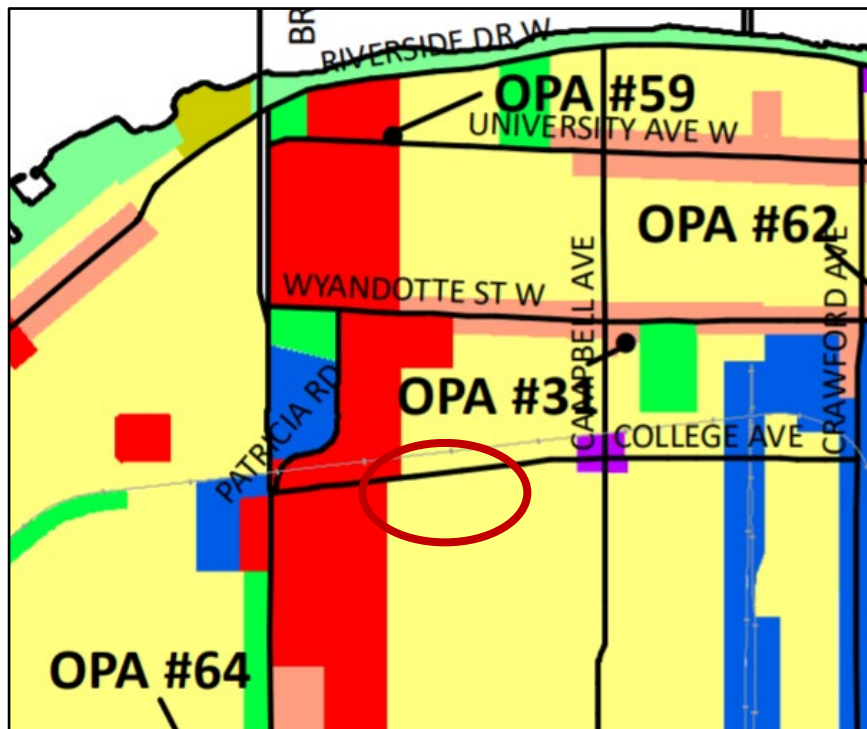 BR
RIVERSIDE DR W
OPA #59
UNIVERSITY AVE W
OPA #62
WYANDOTTE ST W
CAMPBELL AVE
CRAWFORD AVE
PATRICIA RD
OPA #31
COLLEGE AVE
OPA #64